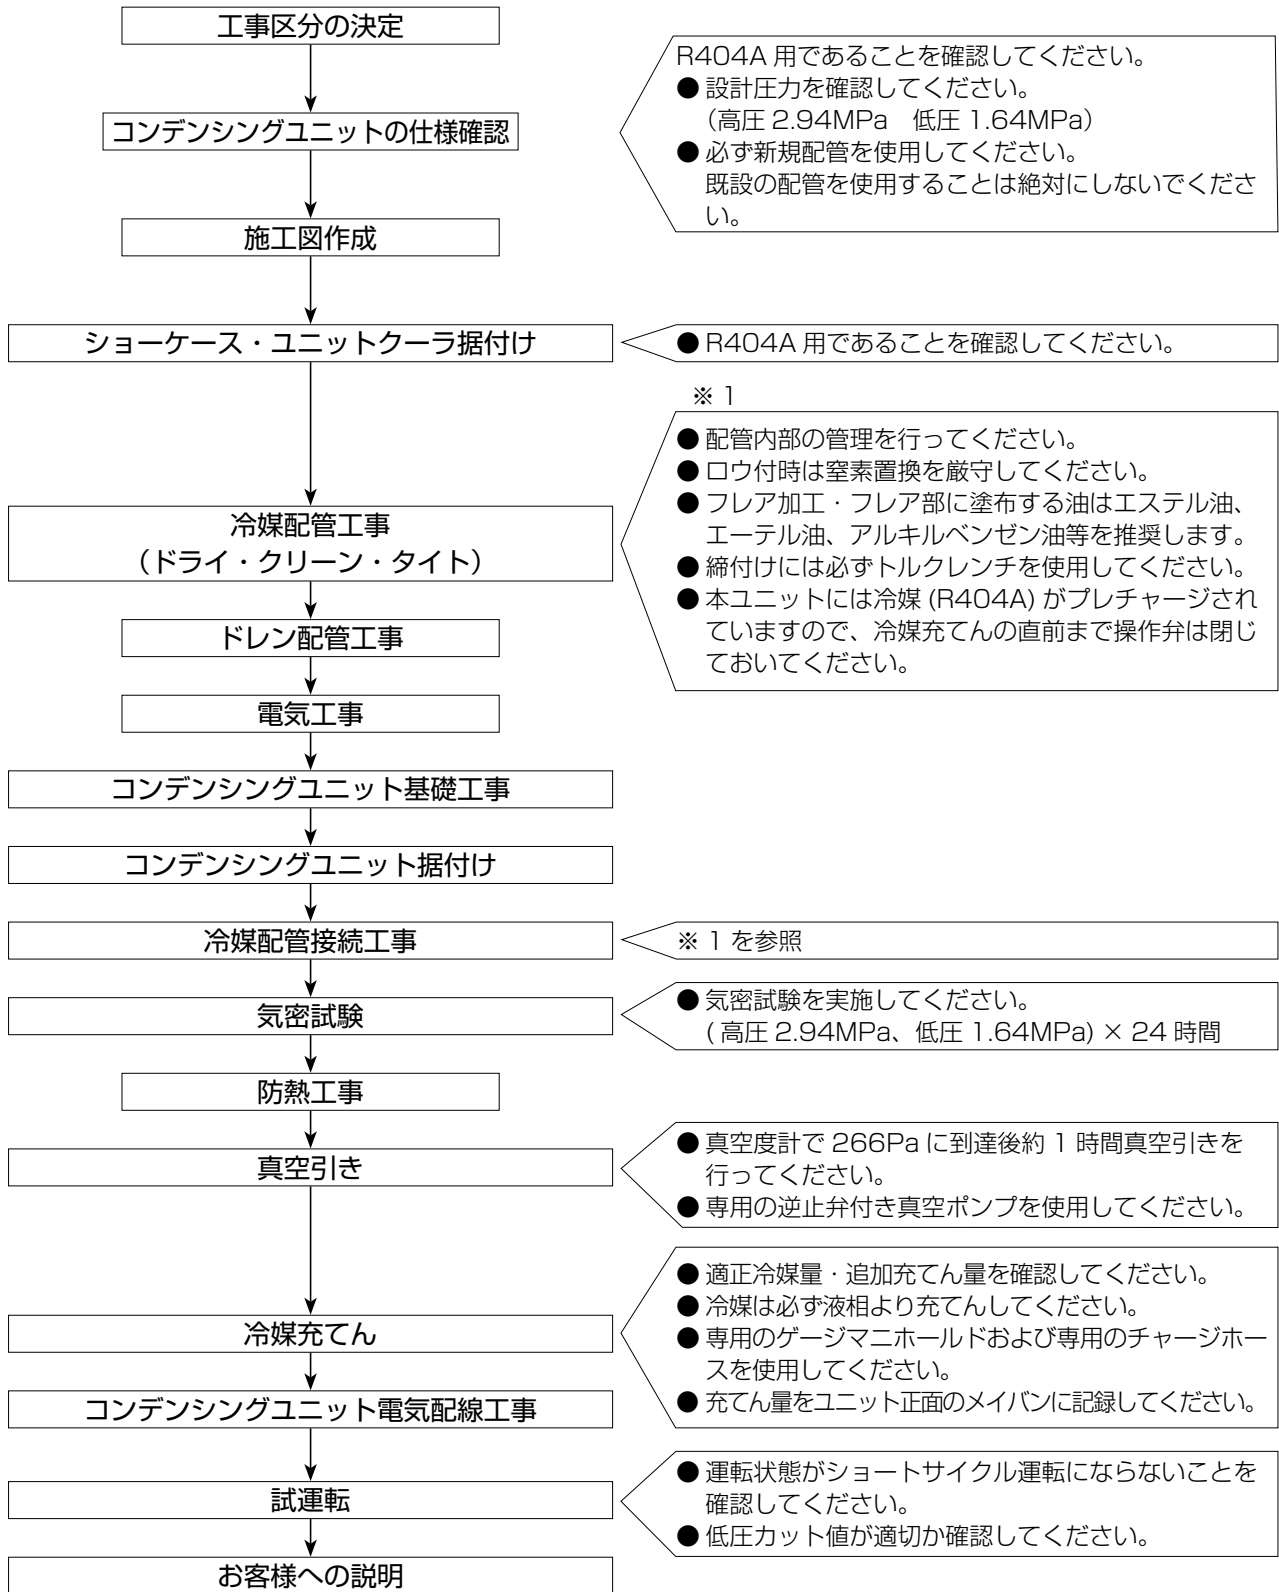 工事区分の決定
コンデンシングユニットの仕様確認
R404A 用であることを確認してください。
● 設計圧力を確認してください。
（高圧 2.94MPa　低圧 1.64MPa）
● 必ず新規配管を使用してください。
既設の配管を使用することは絶対にしないでくださ
い。
施工図作成
ショーケース・ユニットクーラ据付け
● R404A 用であることを確認してください。
※ 1
冷媒配管工事
（ドライ・クリーン・タイト）
● 配管内部の管理を行ってください。
● ロウ付時は窒素置換を厳守してください。
● フレア加工・フレア部に塗布する油はエステル油、
エーテル油、アルキルベンゼン油等を推奨します。
● 締付けには必ずトルクレンチを使用してください。
● 本ユニットには冷媒 (R404A) がプレチャージされ
ていますので、冷媒充てんの直前まで操作弁は閉じ
ておいてください。
ドレン配管工事
電気工事
コンデンシングユニット基礎工事
コンデンシングユニット据付け
冷媒配管接続工事
※ 1 を参照
気密試験
● 気密試験を実施してください。
( 高圧 2.94MPa、低圧 1.64MPa) × 24 時間
防熱工事
真空引き
● 真空度計で 266Pa に到達後約 1 時間真空引きを
行ってください。
● 専用の逆止弁付き真空ポンプを使用してください。
冷媒充てん
● 適正冷媒量・追加充てん量を確認してください。
● 冷媒は必ず液相より充てんしてください。
● 専用のゲージマニホールドおよび専用のチャージホー
スを使用してください。
● 充てん量をユニット正面のメイバンに記録してください。
コンデンシングユニット電気配線工事
試運転
● 運転状態がショートサイクル運転にならないことを
確認してください。
● 低圧カット値が適切か確認してください。
お客様への説明